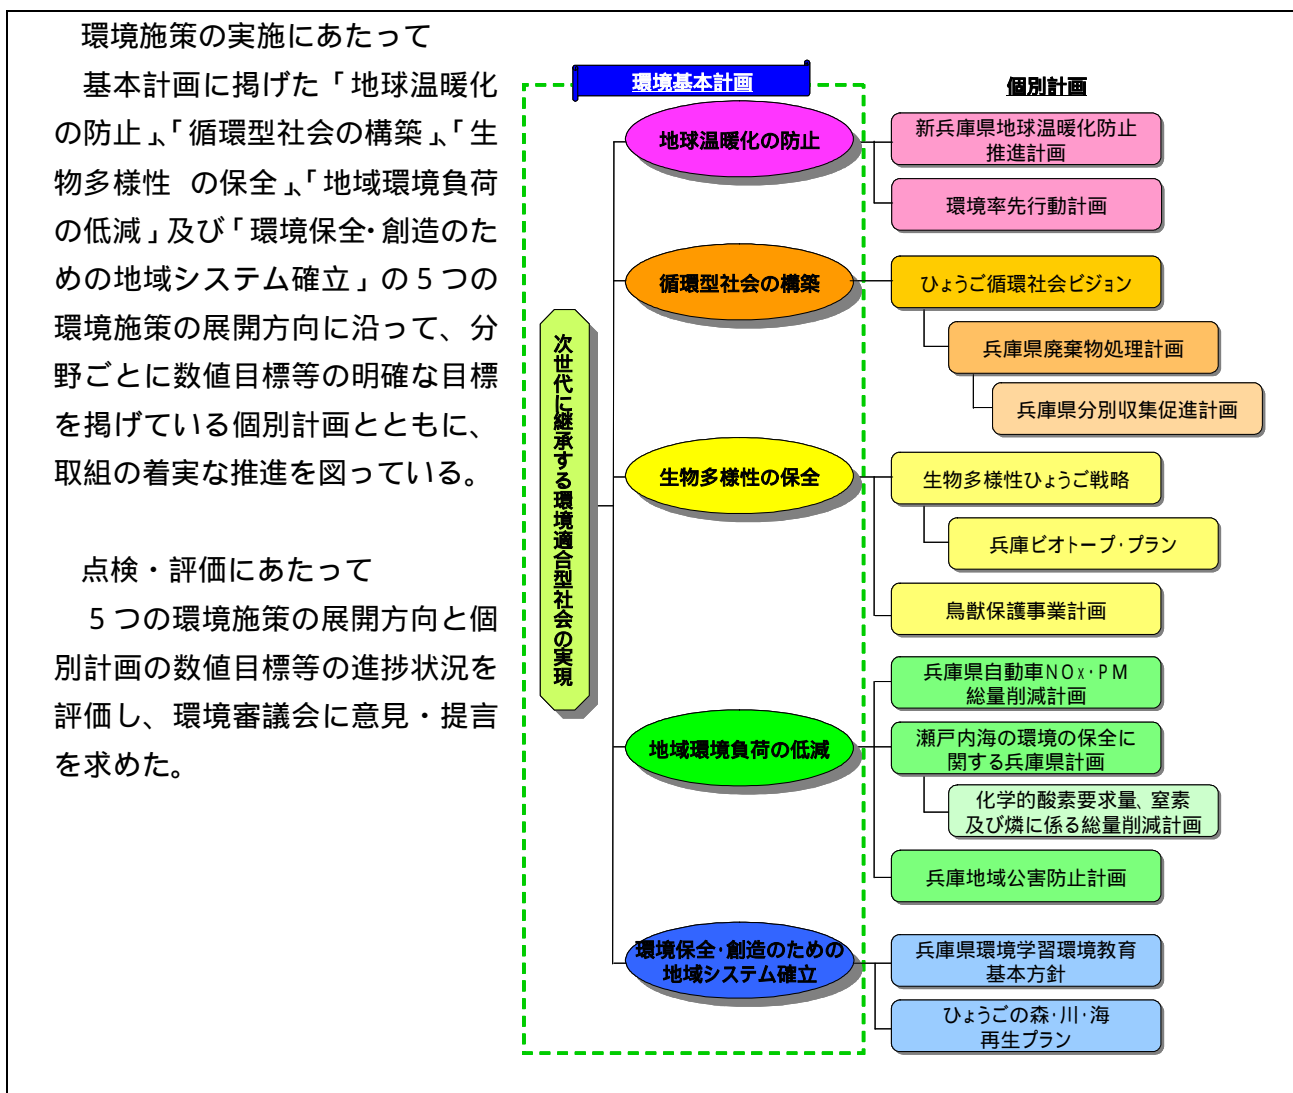 環境施策の実施にあたって
基本計画に掲げた「地球温暖化
の防止」、「循環型社会の構築」、「生
物多様性 の保全」、「地域環境負荷
の低減」及び「環境保全・創造のた
めの地域システム確立」の５つの
環境施策の展開方向に沿って、分
野ごとに数値目標等の明確な目標
を掲げている個別計画とともに、
取組の着実な推進を図っている。
点検・評価にあたって
５つの環境施策の展開方向と個
別計画の数値目標等の進捗状況を
評価し、環境審議会に意見・提言
を求めた。
環境基本計画
次世代に継承する環境適合型社会の実現
地球温暖化の防止
循環型社会の構築
生物多様性の保全
地域環境負荷の低減
環境保全・創造のための
地域システム確立
個別計画
新兵庫県地球温暖化防止
推進計画
環境率先行動計画
ひょうご循環社会ビジョン
兵庫県廃棄物処理計画
兵庫県分別収集促進計画
生物多様性ひょうご戦略
兵庫ビオトープ・プラン
鳥獣保護事業計画
兵庫県自動車NOx・PM
総量削減計画
瀬戸内海の環境の保全に
関する兵庫県計画
化学的酸素要求量、窒素
及び燐に係る総量削減計画
兵庫地域公害防止計画
兵庫県環境学習環境教育
基本方針
ひょうごの森・川・海
再生プラン